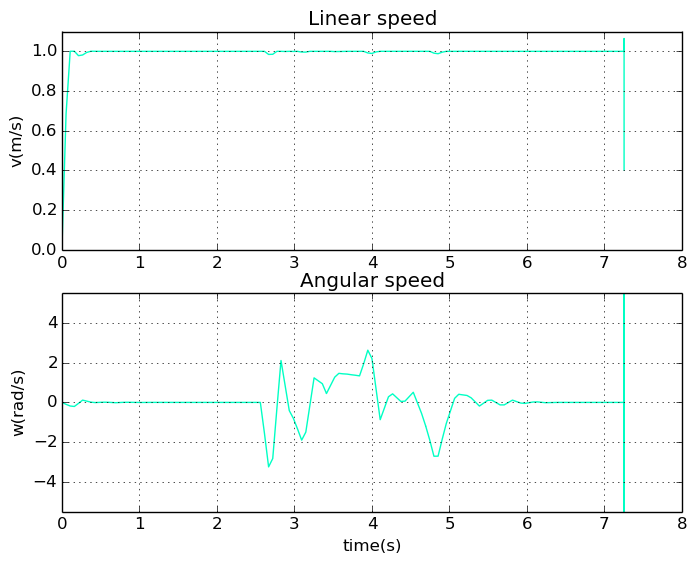 Linear speed
1.0
0.8
0.6
0.4
0.2
0.0
v(m/s)
0 1 2 3 4 5 6 7 8
Angular speed
4
2
0
−2
−4
w(rad/s)
0 1 2 3 4 5 6 7 8
time(s)